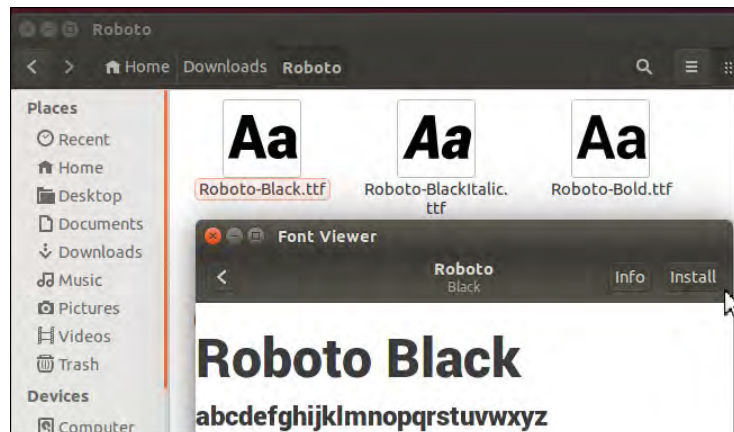 Roboto
Home Downloads Roboto
Places
Recent
Home
Desktop
Documents
Downloads
Music
Pictures
Videos
Trash
Devices
Computer
Aa
Aa
Aa
Roboto-Black.ttf
Roboto-BlackItalic.
ttf
Roboto-Bold.ttf
Font Viewer
Roboto
Black
Info Install
Roboto Black
abcdefghijklmnopqrstuvwxyz